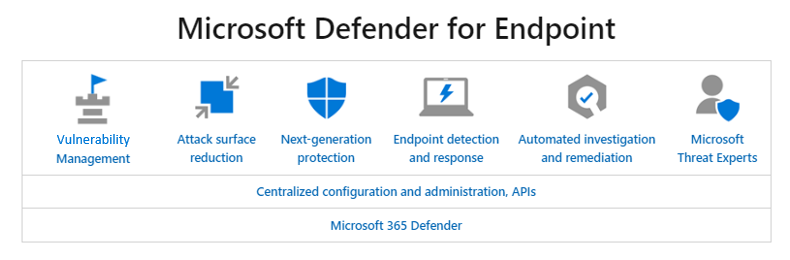 Microsoft Defender for Endpoint
Vulnerability
Management
Attack surface
reduction
Next-generation
protection
Endpoint detection
and response
Automated investigation
and remediation
Microsoft
Threat Experts
Centralized configuration and administration, APIs
Microsoft 365 Defender